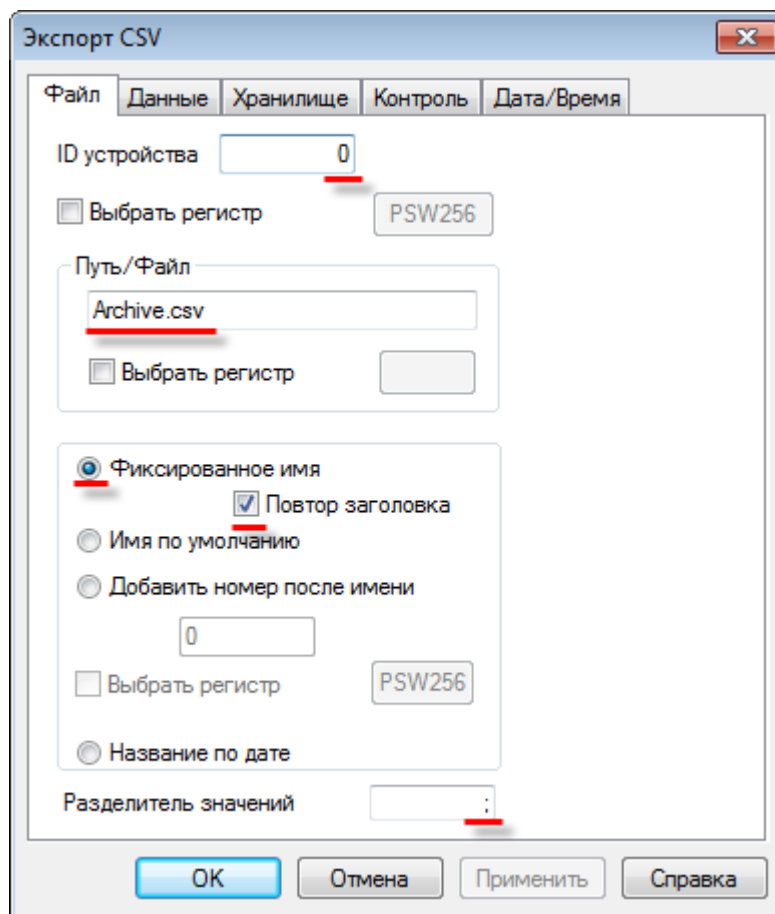 Экспорт CSV
Файл Данные Хранилище Контроль Дата/Время
ID устройства 0
Выбрать регистр PSW256
Путь/Файл
Archive.csv
Выбрать регистр
Фиксированное имя
Повтор заголовка
Имя по умолчанию
Добавить номер после имени
0
Выбрать регистр PSW256
Название по дате
Разделитель значений ;
OK Отмена Применить Справка